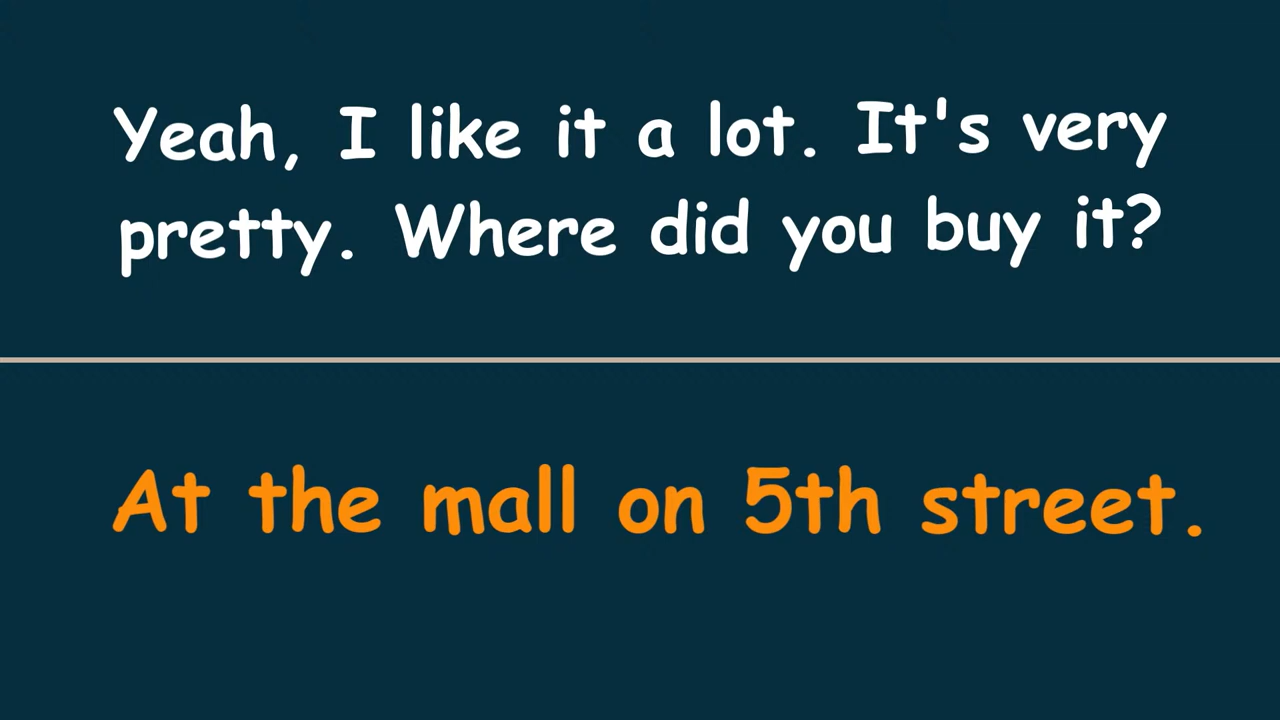 Yeah, I like it a lot. It's very
pretty. Where did you buy it?
At the mall on 5th street.